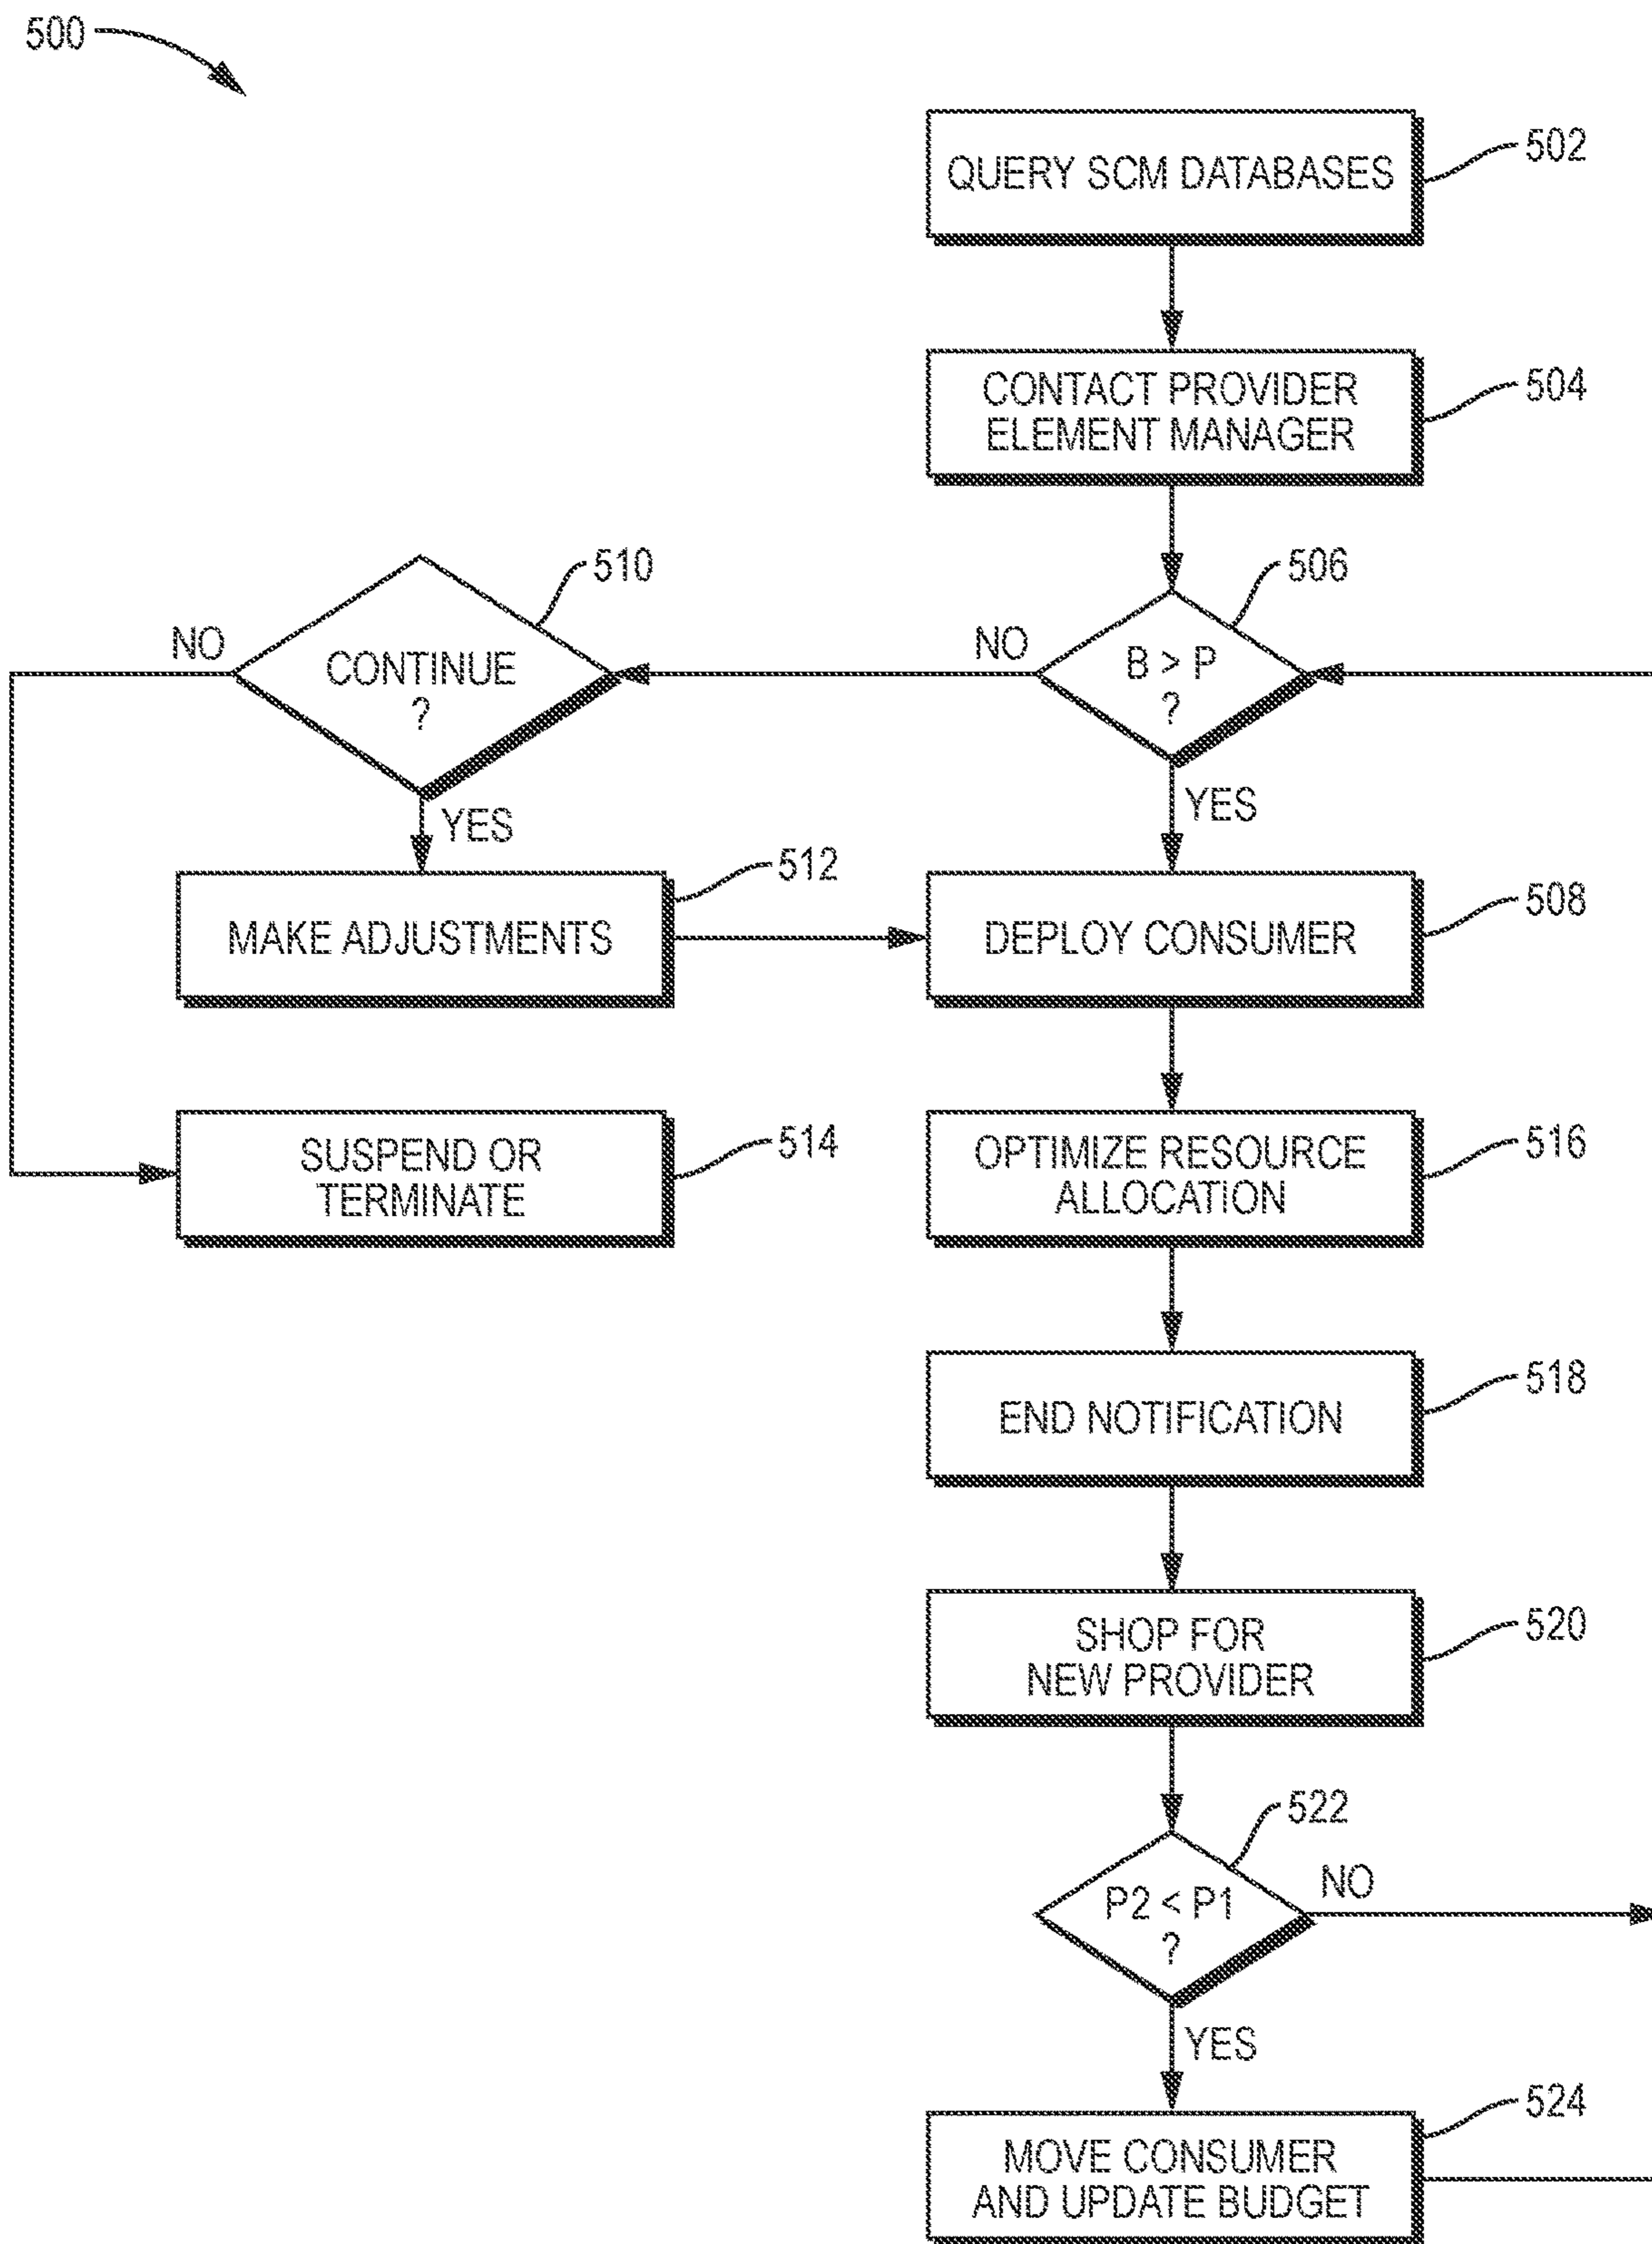 500
QUERY SCM DATABASES
502
CONTACT PROVIDER
ELEMENT MANAGER
504
510
506
NO
CONTINUE
?
NO
B > P
?
YES
YES
512
MAKE ADJUSTMENTS
DEPLOY CONSUMER
508
SUSPEND OR
TERMINATE
514
OPTIMIZE RESOURCE
ALLOCATION
516
END NOTIFICATION
518
SHOP FOR
NEW PROVIDER
520
522
P2 < P1
?
NO
YES
MOVE CONSUMER
AND UPDATE BUDGET
524